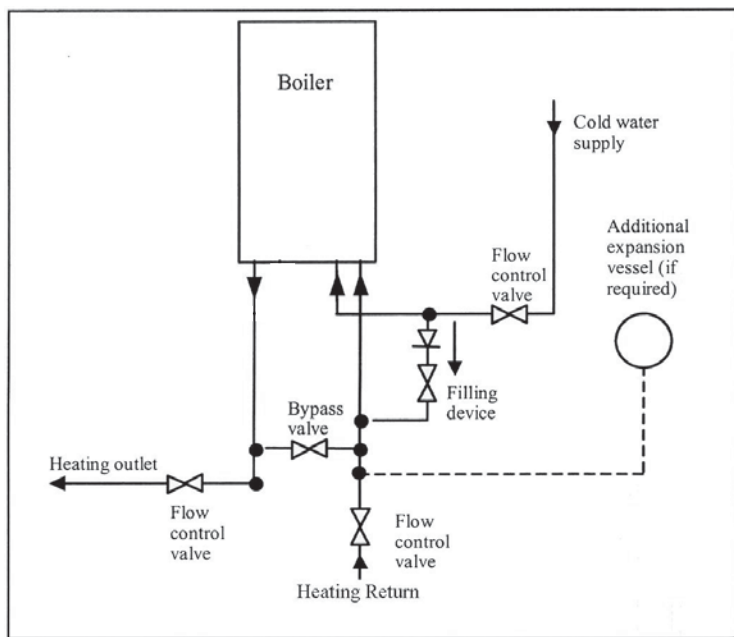 Boiler
Cold water
supply
Additional
expansion
vessel (if
required)
Flow
control
valve
Filling
device
Bypass
valve
Heating outlet
Flow
control
valve
Flow
control
valve
Heating Return